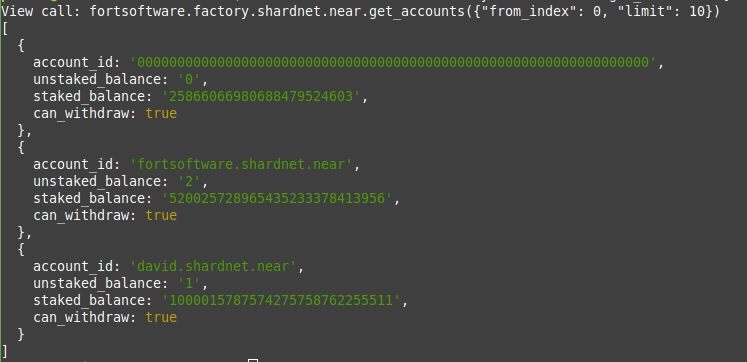 View call: fortsoftware.factory.shardnet.near.get_accounts({"from_index": 0, "limit": 10})
[
{
account_id: '0000000000000000000000000000000000000000000000000000000000000000',
unstaked_balance: '0',
staked_balance: '25866066980688479524603',
can_withdraw: true
},
{
account_id: 'fortsoftware.shardnet.near',
unstaked_balance: '2',
staked_balance: '520025728965435233378413956',
can_withdraw: true
},
{
account_id: 'david.shardnet.near',
unstaked_balance: '1',
staked_balance: '1000015787574275758762255511',
can_withdraw: true
}
]